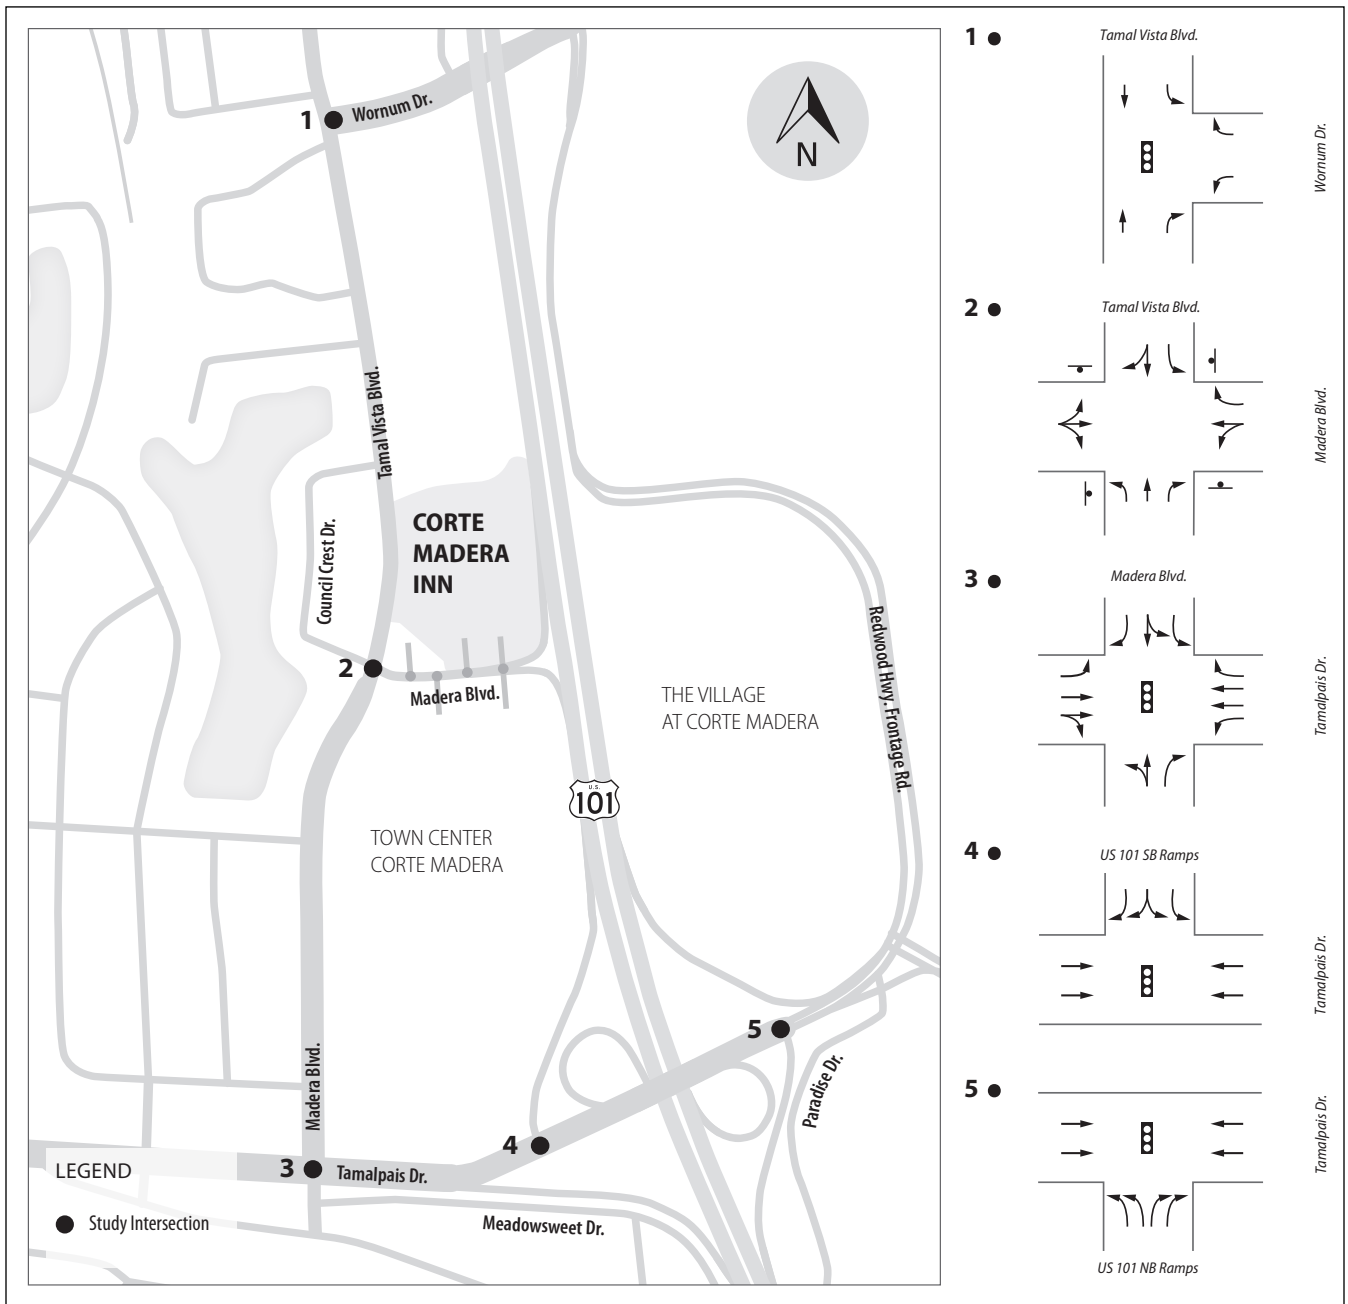 1
Wornum Dr.
N
Tamal Vista Blvd.
Council Crest Dr.
CORTE
MADERA
INN
2
Madera Blvd.
THE VILLAGE
AT CORTE MADERA
Redwood Hwy. Frontage Rd.
U.S.
101
TOWN CENTER
CORTE MADERA
5
Paradise Dr.
Madera Blvd.
4
3
Tamalpais Dr.
Meadowsweet Dr.
LEGEND
Study Intersection
1
Tamal Vista Blvd.
Wornum Dr.
2
Tamal Vista Blvd.
Madera Blvd.
3
Madera Blvd.
Tamalpais Dr.
4
US 101 SB Ramps
Tamalpais Dr.
5
Tamalpais Dr.
US 101 NB Ramps